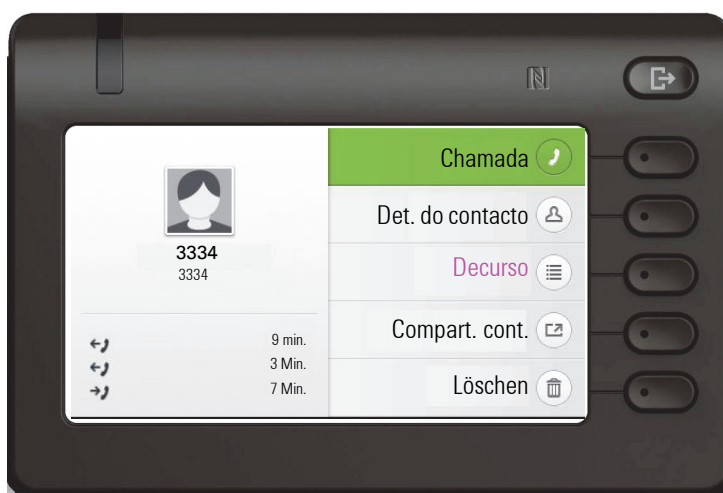 3334
3334
9 min.
3 Min.
7 Min.
Chamada
Det. do contacto
Decurso
Compart. cont.
Löschen